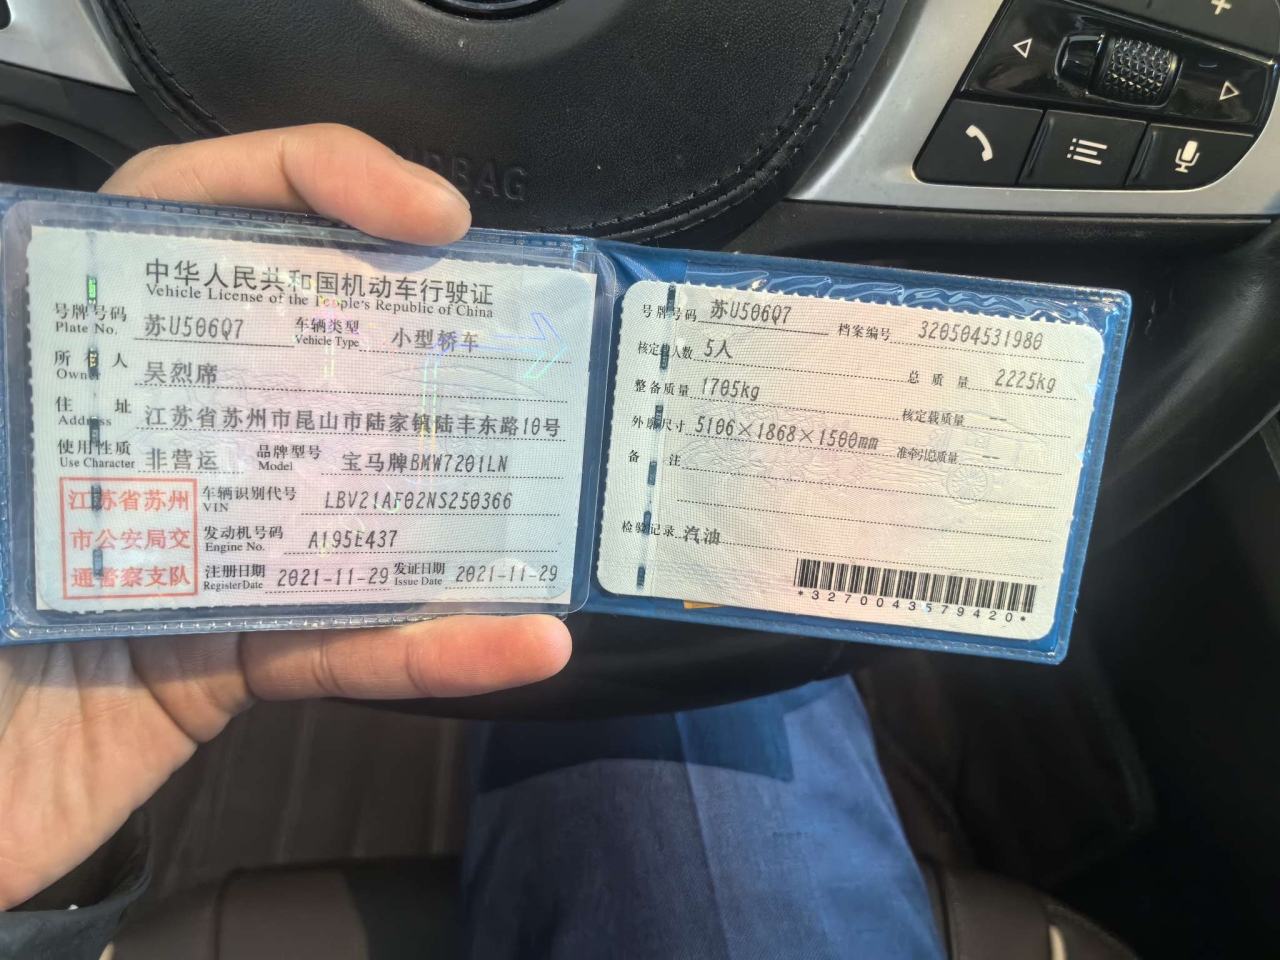 AIRBAG
中华人民共和国机动车行驶证
Vehicle License of the People's Republic of China
号牌号码 苏U506Q7 车辆类型 小型轿车
Plate No. Vehicle Type
所有人 吴烈席
Owner
住址 江苏省苏州市昆山市陆家镇陆丰东路10号
Address
使用性质 非营运 品牌型号 宝马牌BMW7201LN
Use Character Model
江苏省苏州
市公安局交
通警察支队
车辆识别代号 LBV21AF02NS250366
VIN
发动机号码 A195E437
Engine No.
注册日期 2021-11-29 发证日期 2021-11-29
Register Date Issue Date
号牌号码 苏U506Q7 档案编号 320504531980
核定载人数 5人 总质量 2225kg
整备质量 1705kg 核定载质量 --
外廓尺寸 5106×1868×1500mm 准牵引总质量 --
备注
检验记录 汽油
*3270043579420*